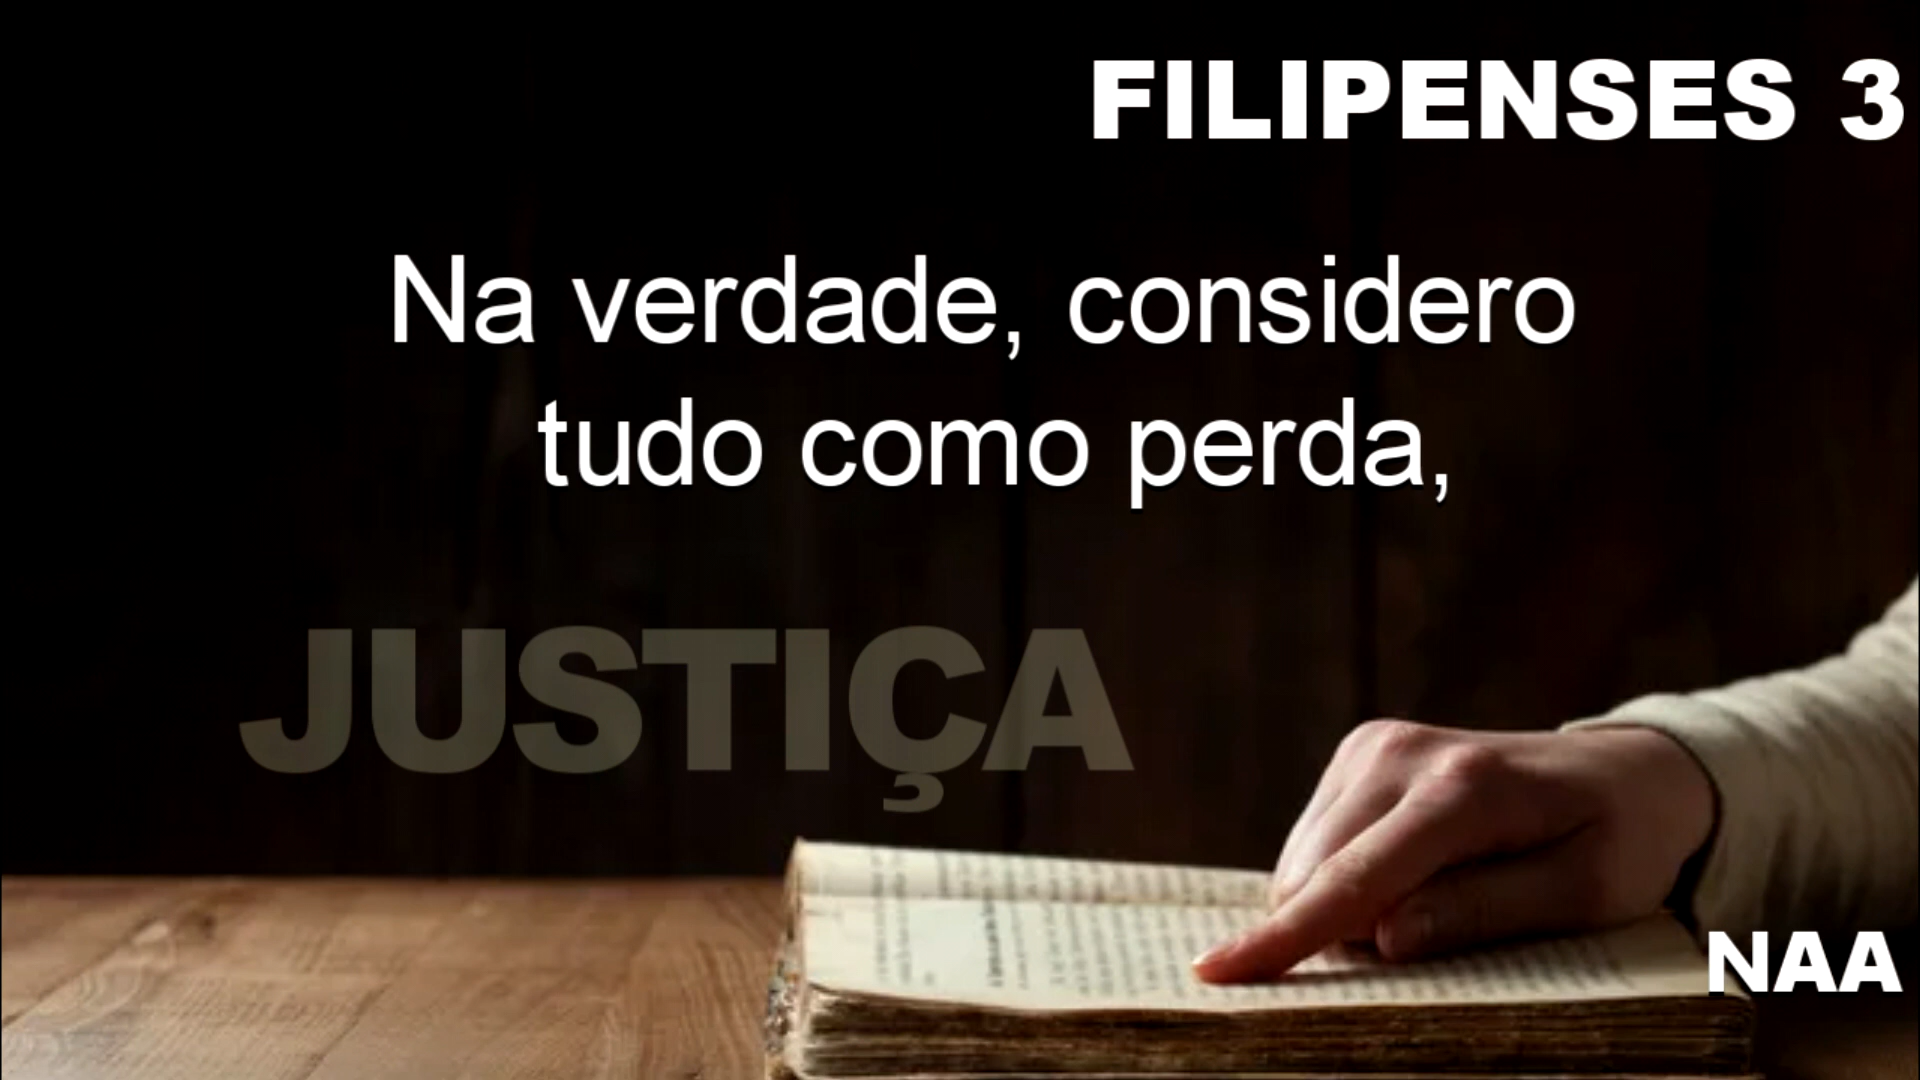 FILIPENSES 3
Na verdade, considero
tudo como perda,
JUSTIÇA
NAA